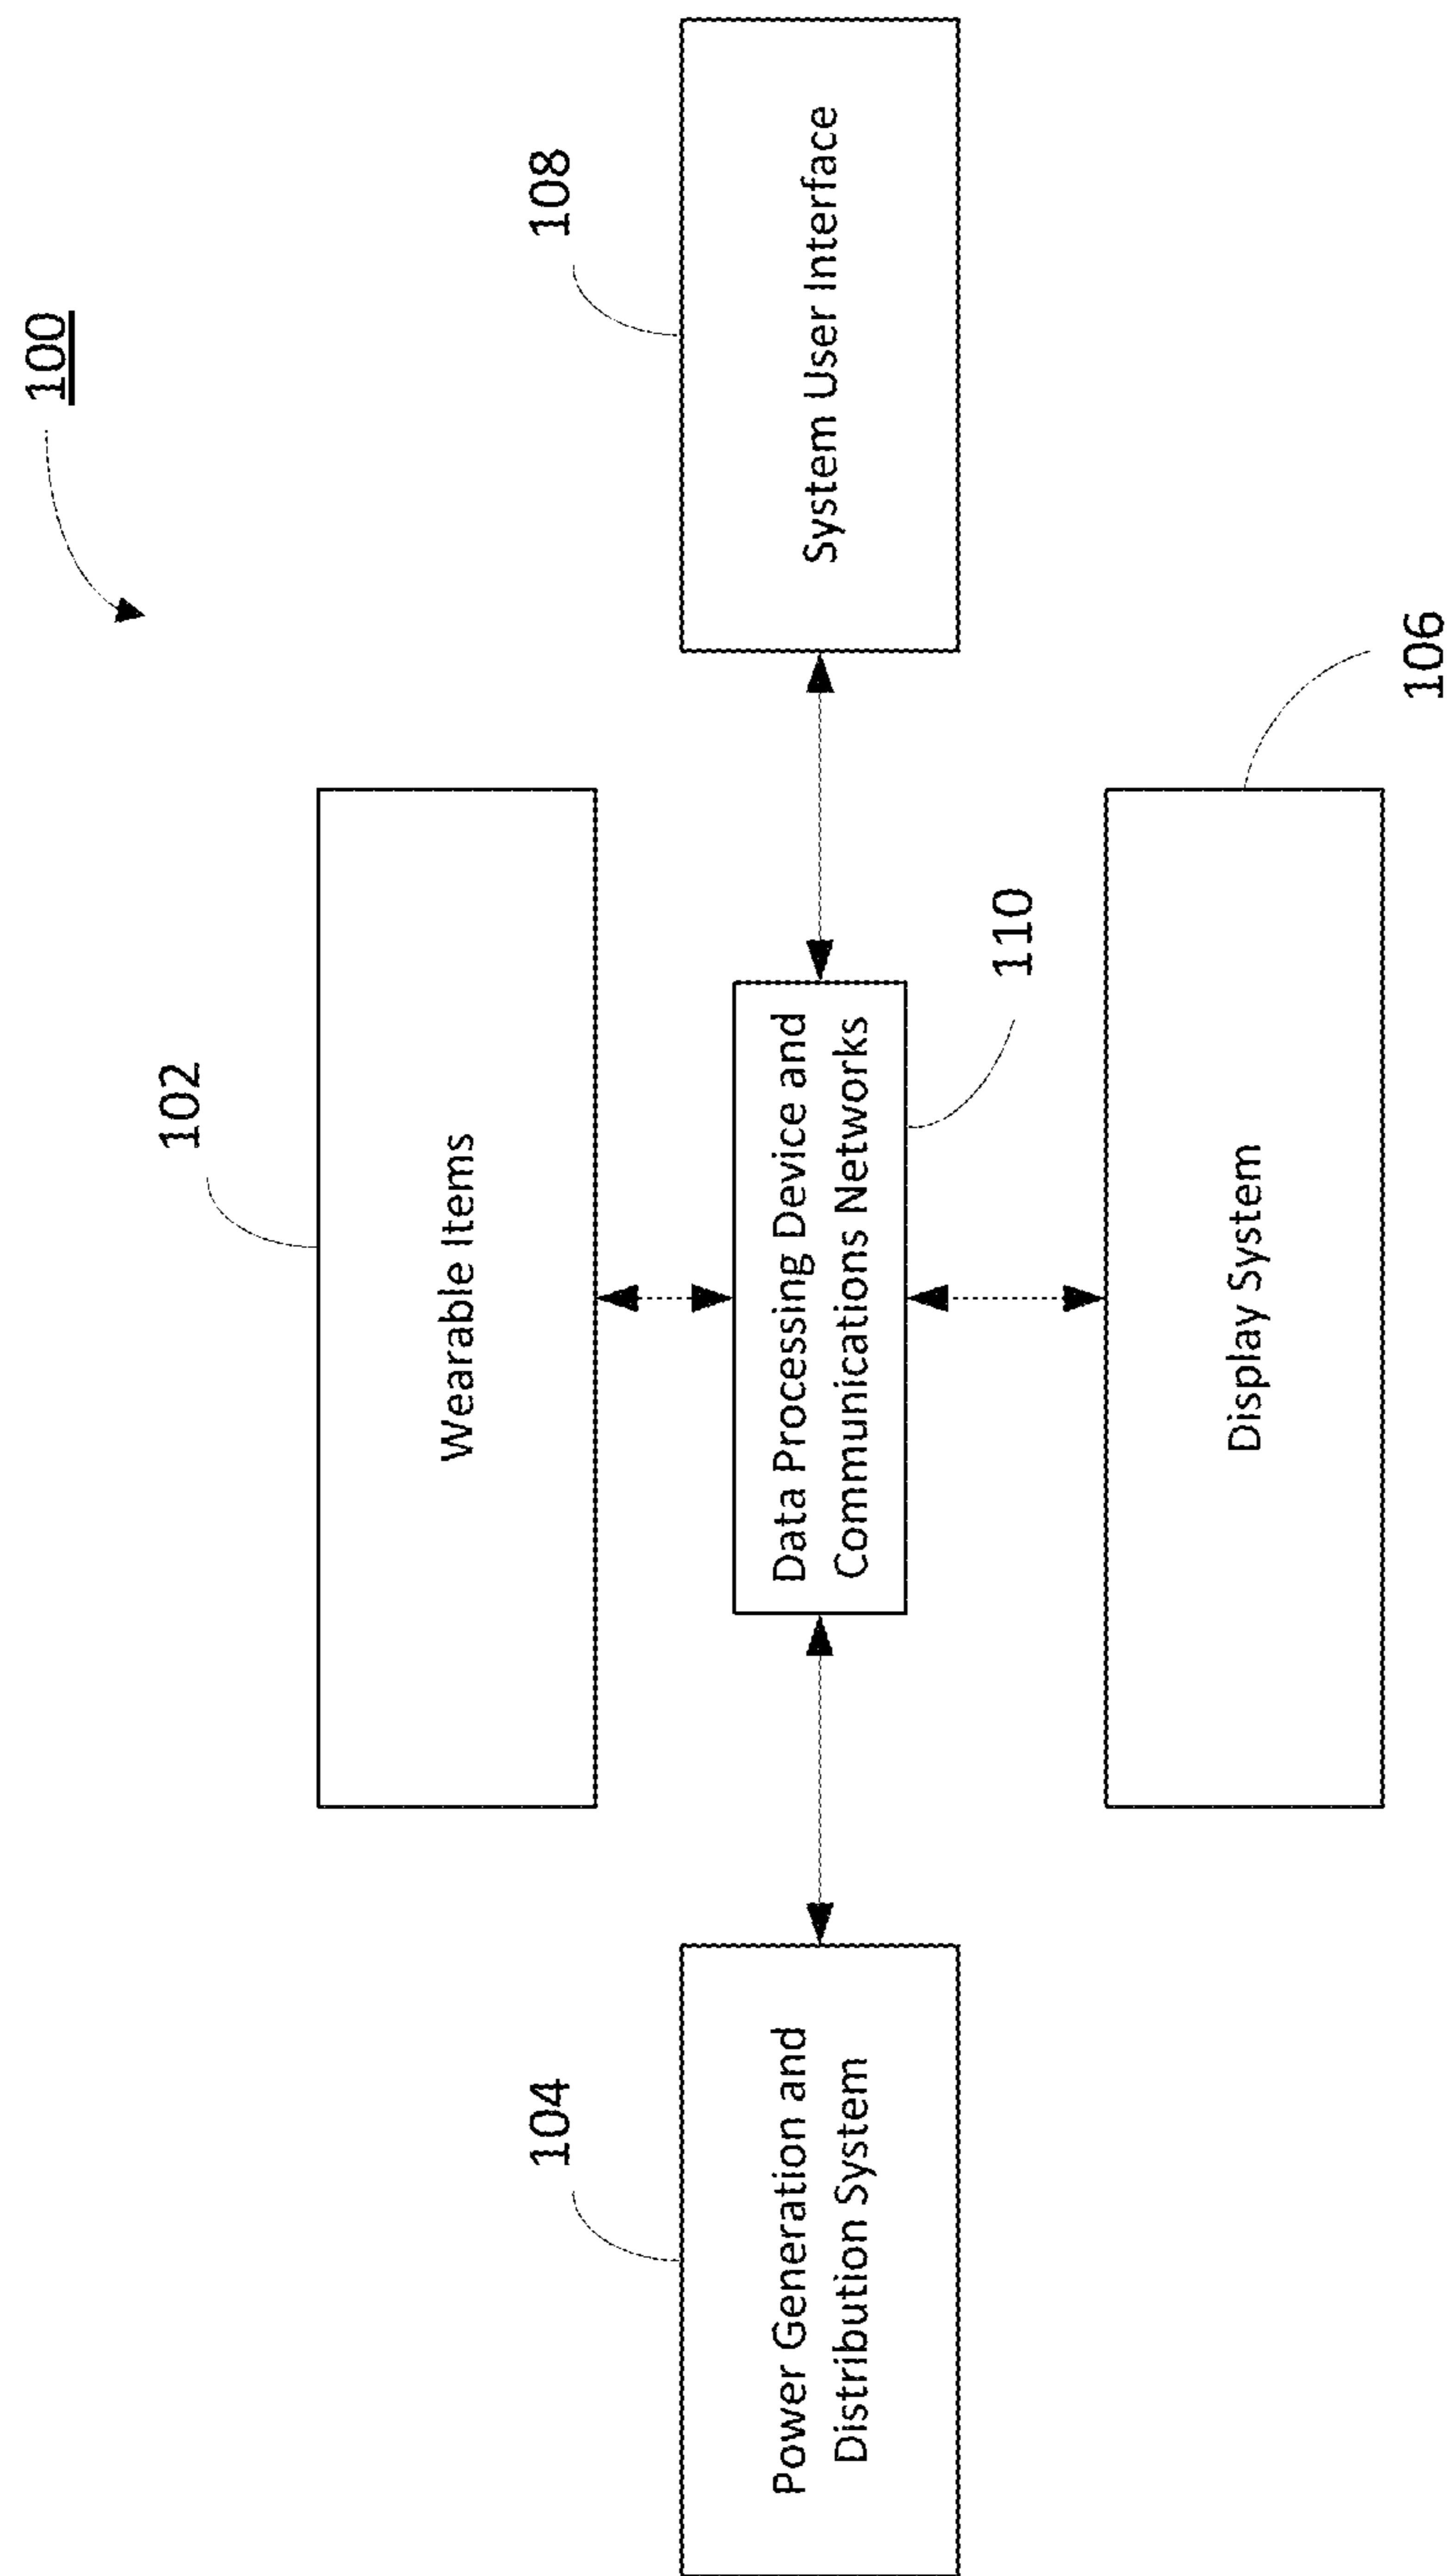 100
102
Wearable Items
104
Power Generation and
Distribution System
Data Processing Device and
Communications Networks
110
108
System User Interface
Display System
106